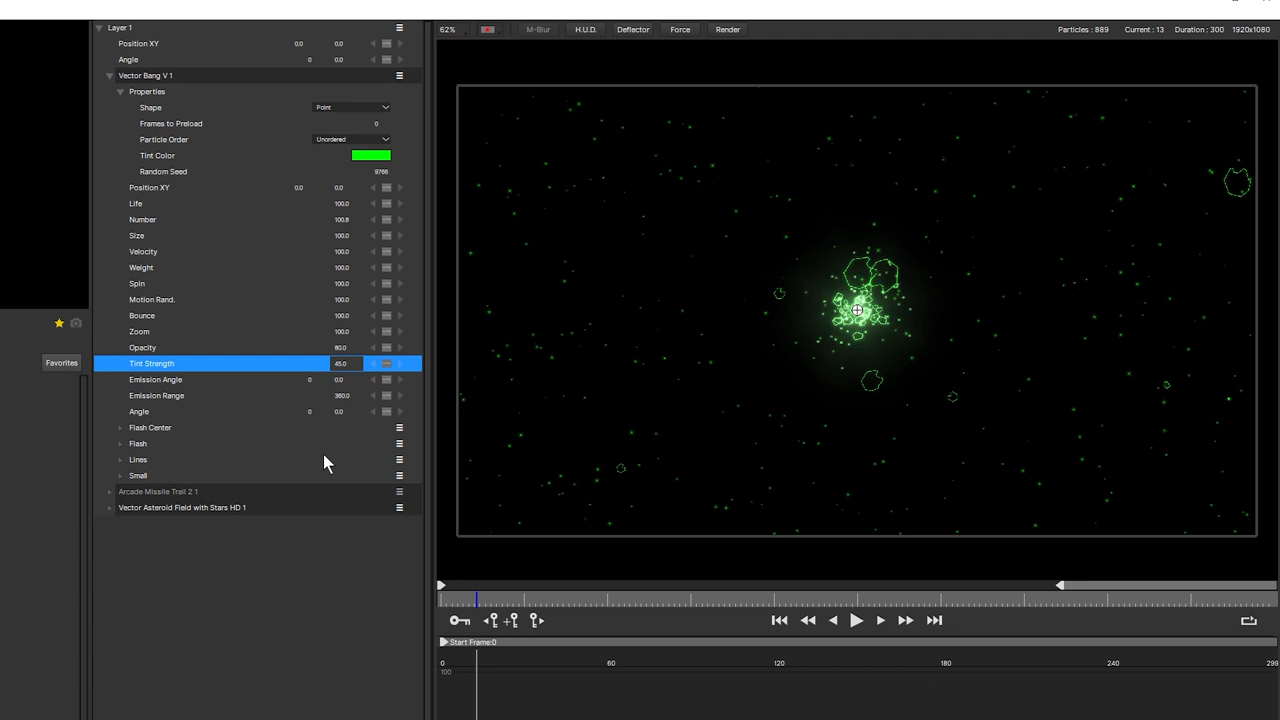 Layer 1
Position XY 0.0 0.0
Angle 0 0.0
Vector Bang V 1
Properties
Shape Point
Frames to Preload 0
Particle Order Unordered
Tint Color
Random Seed 9766
Position XY 0.0 0.0
Life 100.0
Number 100.8
Size 100.0
Velocity 100.0
Weight 100.0
Spin 100.0
Motion Rand. 100.0
Bounce 100.0
Zoom 100.0
Opacity 80.0
Tint Strength 45.0
Emission Angle 0 0.0
Emission Range 360.0
Angle 0 0.0
Flash Center
Flash
Lines
Small
Arcade Missile Trail 2 1
Vector Asteroid Field with Stars HD 1
Favorites
62% M-Blur H.U.D. Deflector Force Render Particles : 889 Current : 13 Duration : 300 1920x1080
Start Frame:0
0 60 120 180 240 299
100